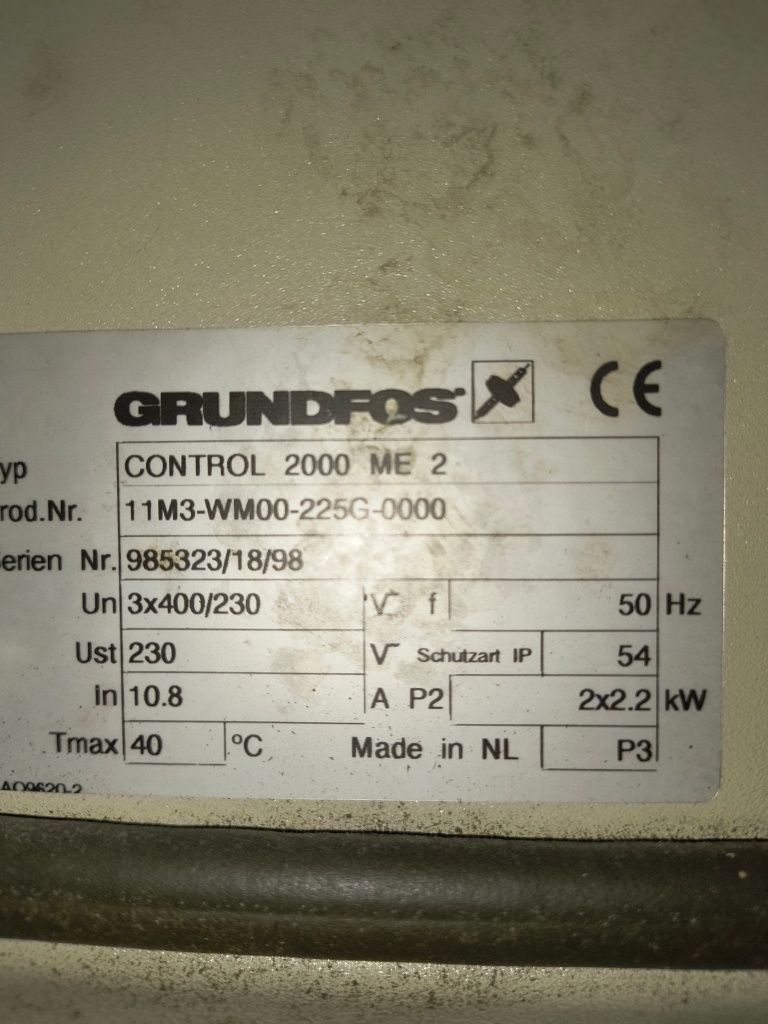 GRUNDFOS CE
yp CONTROL 2000 ME 2
rod.Nr. 11M3-WM00-225G-0000
erien Nr. 985323/18/98
Un 3x400/230 V f 50 Hz
Ust 230 V Schutzart IP 54
In 10.8 A P2 2x2.2 kW
Tmax 40 °C Made in NL P3